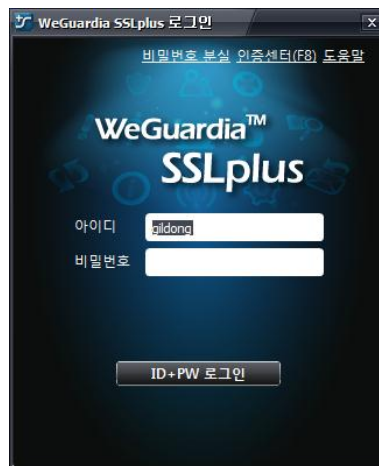 WeGuardia SSLplus 로그인 x
비밀번호 분실 인증센터(F8) 도움말
WeGuardia™
SSLplus
아이디 gildong
비밀번호
ID+PW 로그인